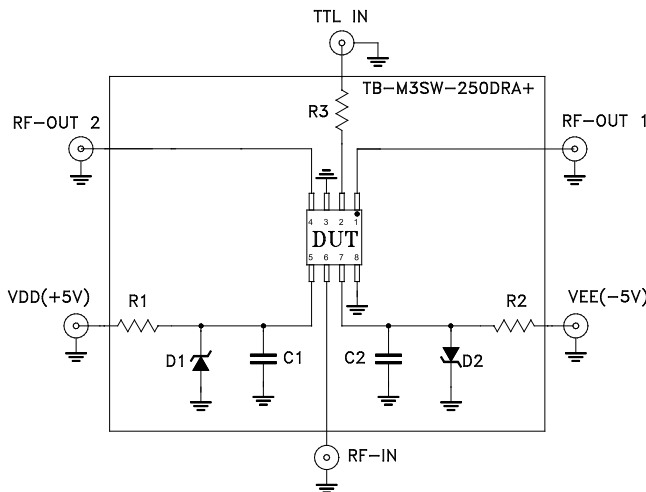 TTL IN
TB-M3SW-250DRA+
R3
RF-OUT 2
RF-OUT 1
4 3 2 1
DUT
5 6 7 8
VDD(+5V)
R1
R2
VEE(-5V)
D1
C1
C2
D2
RF-IN